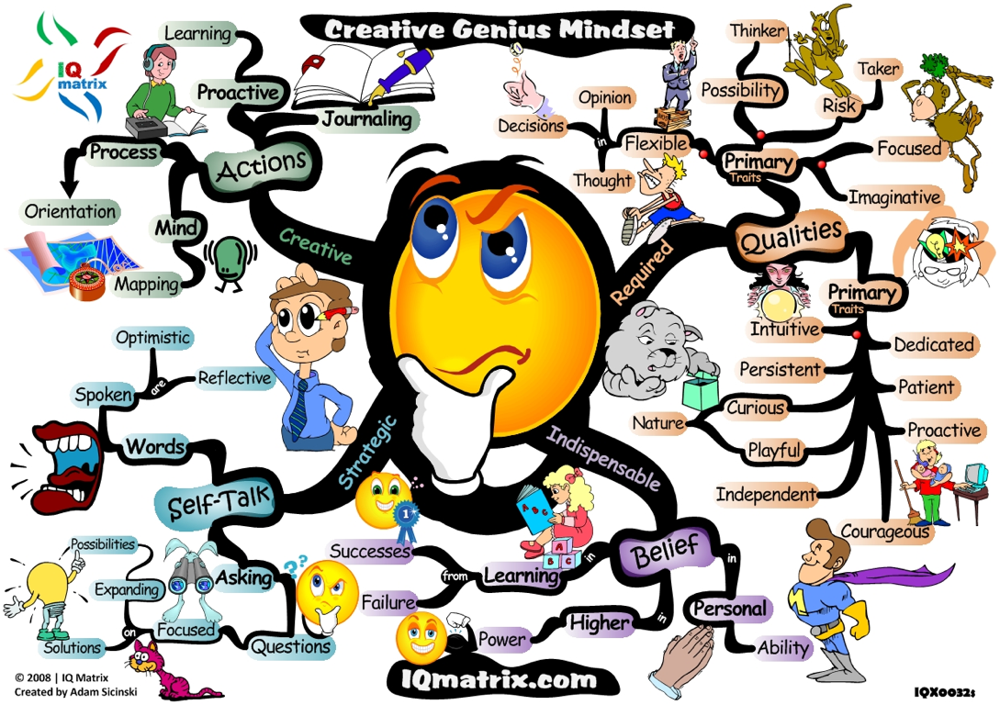 Creative Genius Mindset
IQ
matrix
Learning
Proactive
Journaling
Process
Actions
Orientation
Mind
Mapping
Creative
Opinion
Decisions
in
Flexible
Thought
Thinker
Possibility
Taker
Risk
Primary
Traits
Focused
Imaginative
Required
Qualities
Primary
Traits
Intuitive
Dedicated
Persistent
Patient
Curious
Nature
Playful
Proactive
Independent
Courageous
Optimistic
Reflective
are
Spoken
Words
Strategic
Self-Talk
Possibilities
Expanding
on
Solutions
Focused
Asking
Questions
??
1
Indispensable
A B C
A
B C
Successes
from
Learning
in
Failure
Belief
in
Personal
Ability
in
Higher
Power
© 2008 | IQ Matrix
Created by Adam Sicinski
IQmatrix.com
IQX0032s